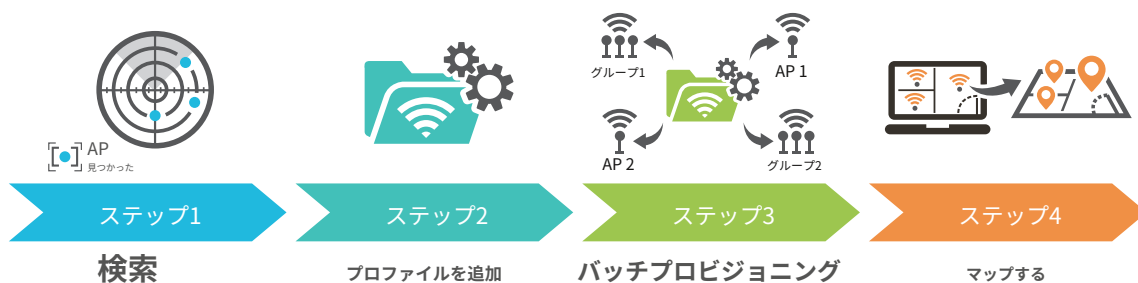 グループ1
AP 1
AP 2
グループ2
AP
見つかった
ステップ1
ステップ2
ステップ3
ステップ4
検索
プロファイルを追加
バッチプロビジョニング
マップする